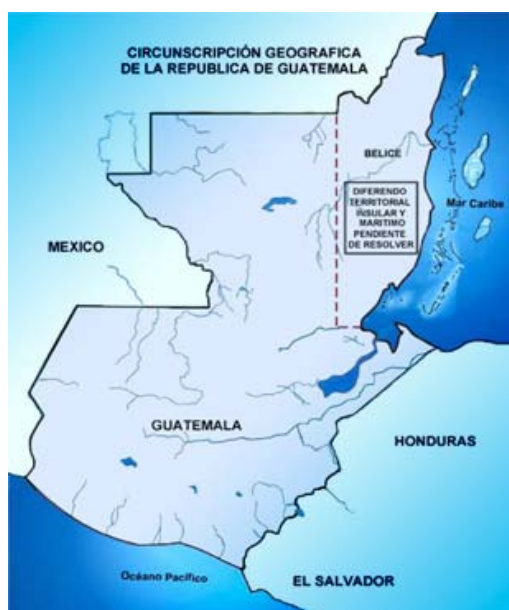 CIRCUNSCRIPCIÓN GEOGRAFICA
DE LA REPUBLICA DE GUATEMALA
BELICE
DIFERENDO
TERRITORIAL
INSULAR Y
MARITIMO
PENDIENTE
DE RESOLVER
Mar Caribe
MEXICO
GUATEMALA
HONDURAS
Océano Pacífico
EL SALVADOR